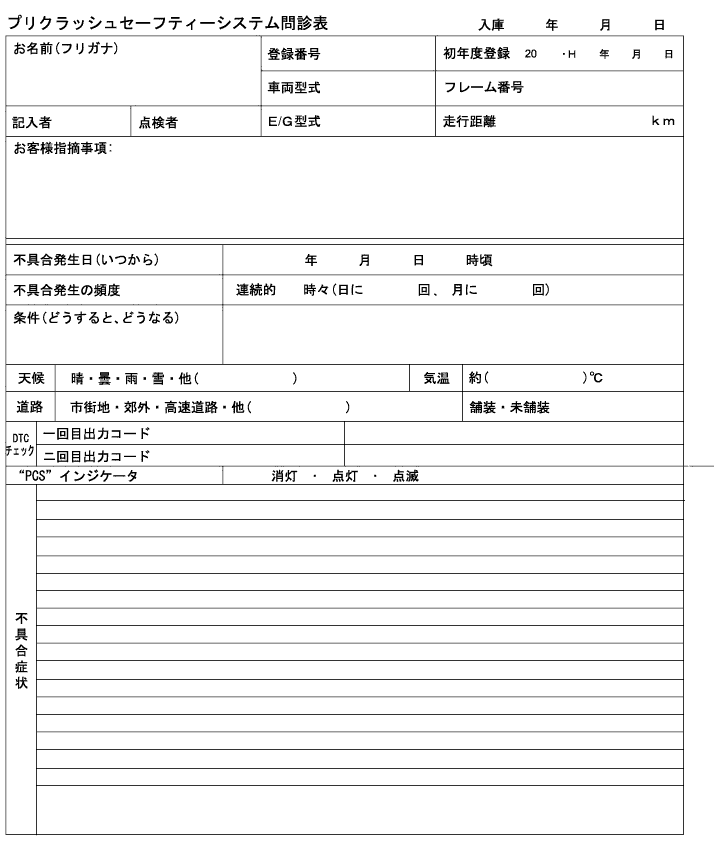 プリクラッシュセーフティーシステム問診表 入庫 年 月 日
お名前(フリガナ) 登録番号 初年度登録 20 ・H 年 月 日
車両型式 フレーム番号
記入者 点検者 E/G型式 走行距離 km
お客様指摘事項:
不具合発生日(いつから) 年 月 日 時頃
不具合発生の頻度 連続的 時々(日に 回、月に 回)
条件(どうすると、どうなる)
天候 晴・曇・雨・雪・他( ) 気温 約( )℃
道路 市街地・郊外・高速道路・他( ) 舗装・未舗装
DTCチェック 一回目出力コード
二回目出力コード
“PCS”インジケータ 消灯 ・ 点灯 ・ 点滅
不具合症状